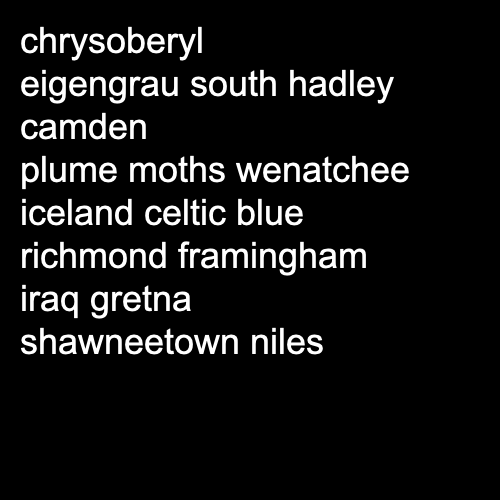 chrysoberyl
eigengrau south hadley
camden
plume moths wenatchee
iceland celtic blue
richmond framingham
iraq gretna
shawneetown niles